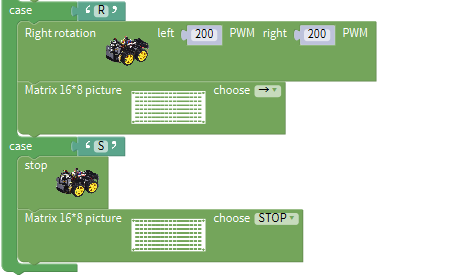 case ‘ R ’
Right rotation left 200 PWM right 200 PWM
Matrix 16*8 picture choose →
case ‘ S ’
stop
Matrix 16*8 picture choose STOP